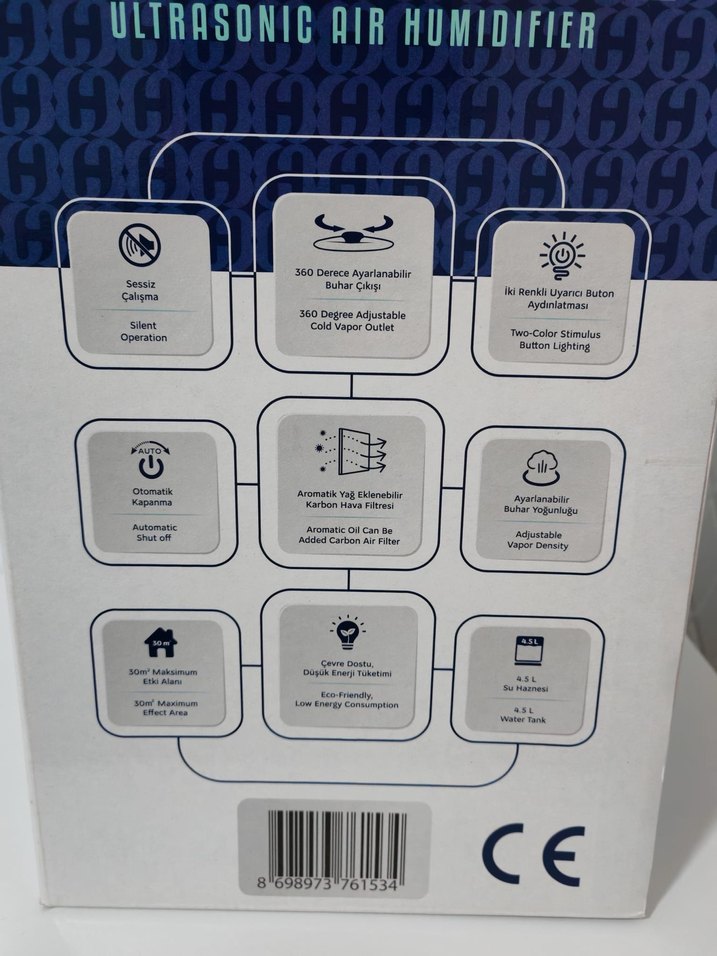 ULTRASONIC AIR HUMIDIFIER
Sessiz
Çalışma
Silent
Operation
360 Derece Ayarlanabilir
Buhar Çıkışı
360 Degree Adjustable
Cold Vapor Outlet
İki Renkli Uyarıcı Buton
Aydınlatması
Two-Color Stimulus
Button Lighting
AUTO
Otomatik
Kapanma
Automatic
Shut off
Aromatik Yağ Eklenebilir
Karbon Hava Filtresi
Aromatic Oil Can Be
Added Carbon Air Filter
Ayarlanabilir
Buhar Yoğunluğu
Adjustable
Vapor Density
30 m²
30m² Maksimum
Etki Alanı
30m² Maximum
Effect Area
Çevre Dostu,
Düşük Enerji Tüketimi
Eco-Friendly,
Low Energy Consumption
4.5 L
4.5 L
Su Haznesi
4.5 L
Water Tank
8 698973 761534
CE